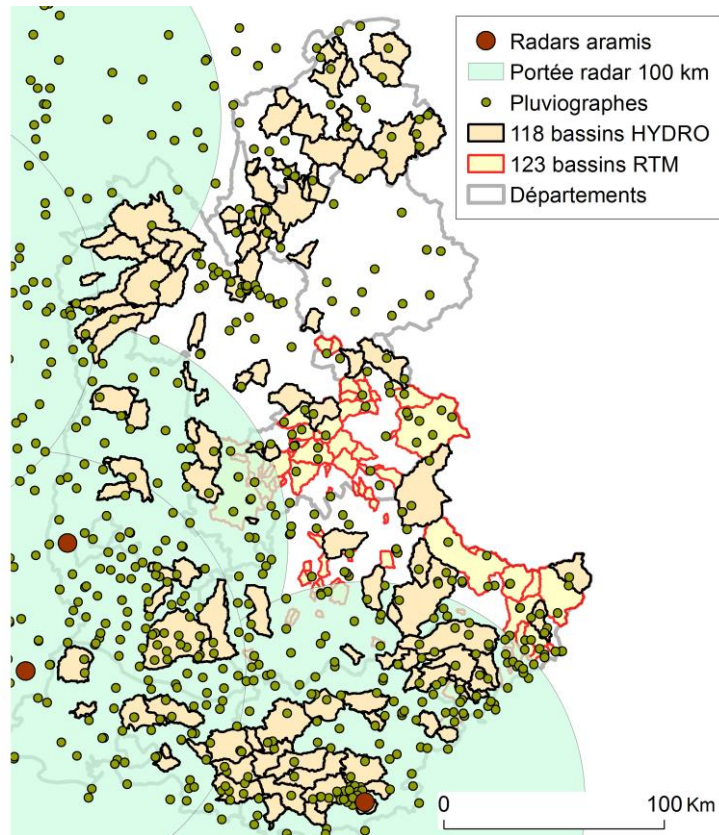 Radars aramis
Portée radar 100 km
Pluviographes
118 bassins HYDRO
123 bassins RTM
Départements
0 100 Km